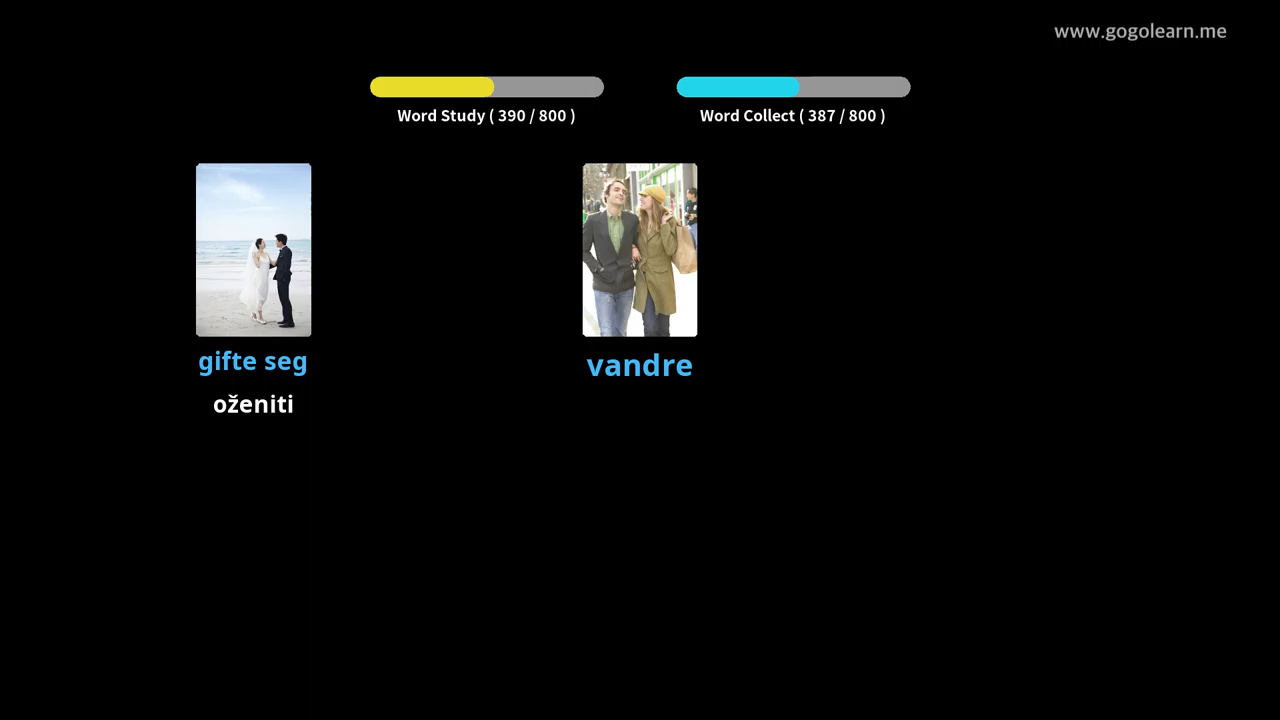 www.gogolearn.me
Word Study ( 390 / 800 )
Word Collect ( 387 / 800 )
gifte seg
vandre
oženiti